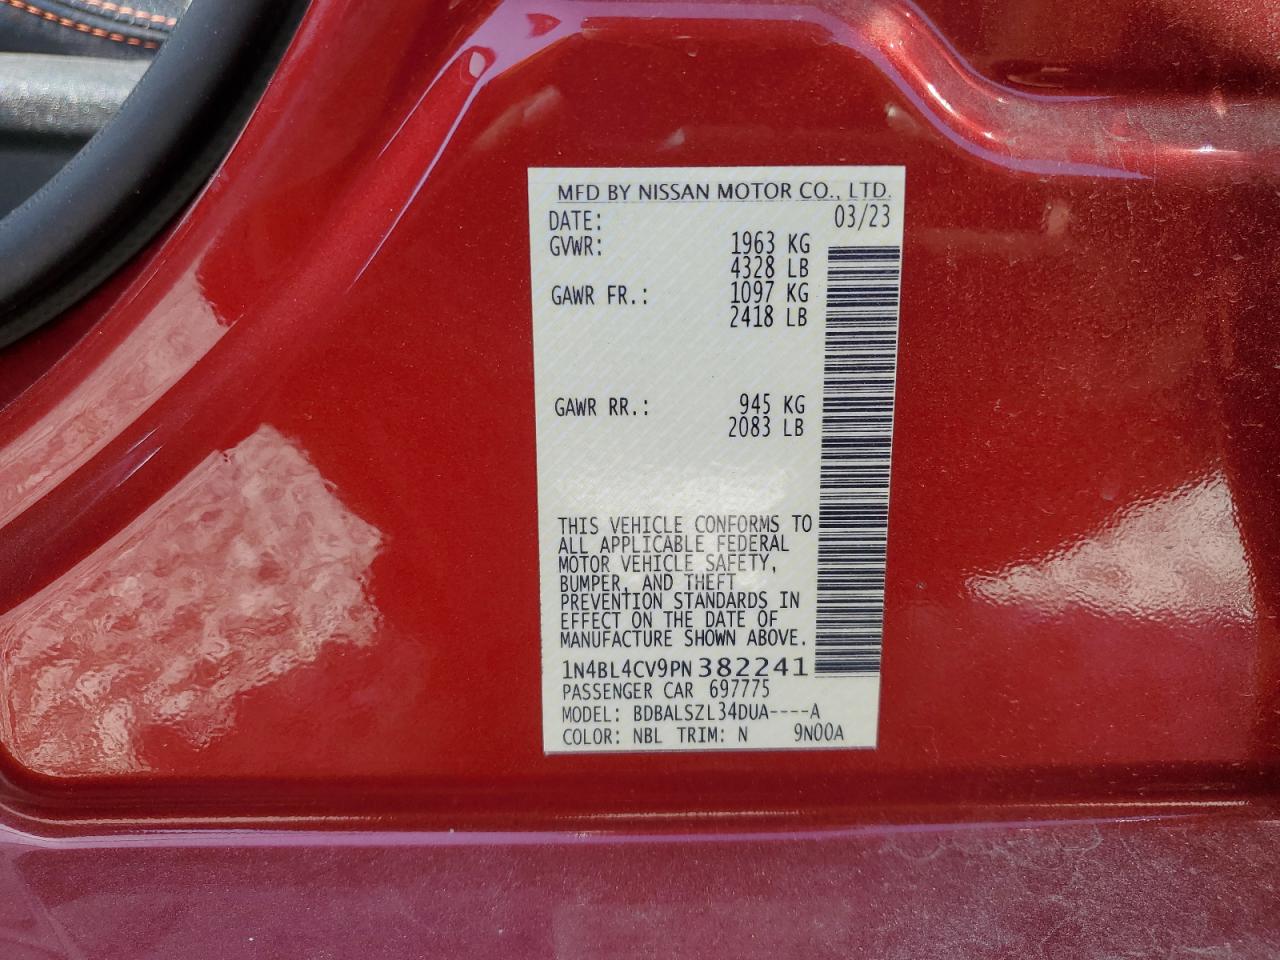 MFD BY NISSAN MOTOR CO., LTD.
DATE: 03/23
GVWR: 1963 KG
4328 LB
GAWR FR.: 1097 KG
2418 LB
GAWR RR.: 945 KG
2083 LB
THIS VEHICLE CONFORMS TO
ALL APPLICABLE FEDERAL
MOTOR VEHICLE SAFETY,
BUMPER, AND THEFT
PREVENTION STANDARDS IN
EFFECT ON THE DATE OF
MANUFACTURE SHOWN ABOVE.
1N4BL4CV9PN382241
PASSENGER CAR 697775
MODEL: BDBALSZL34DUA----A
COLOR: NBL TRIM: N 9N00A